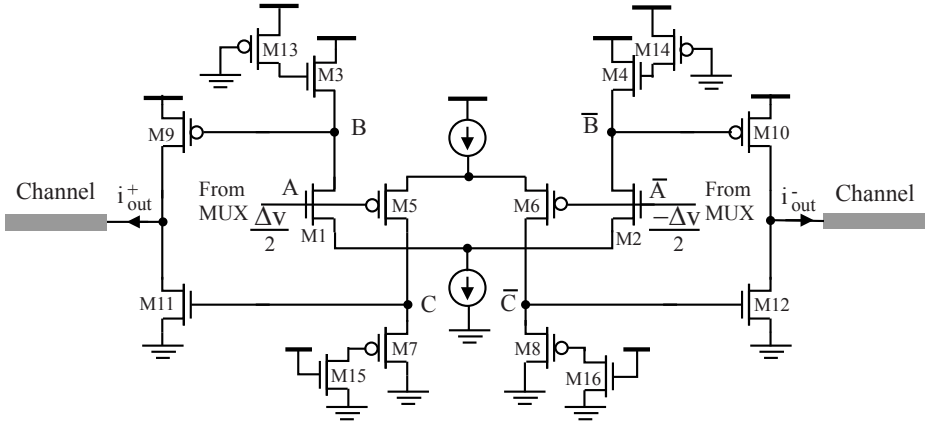 M13
M3
M14
M4
M9
B
B̅
M10
Channel
i⁺out
From
MUX
A
Δv
2
M1
M5
M6
A̅
−Δv
2
M2
From
MUX
i⁻out
Channel
M11
C
C̅
M12
M7
M8
M15
M16